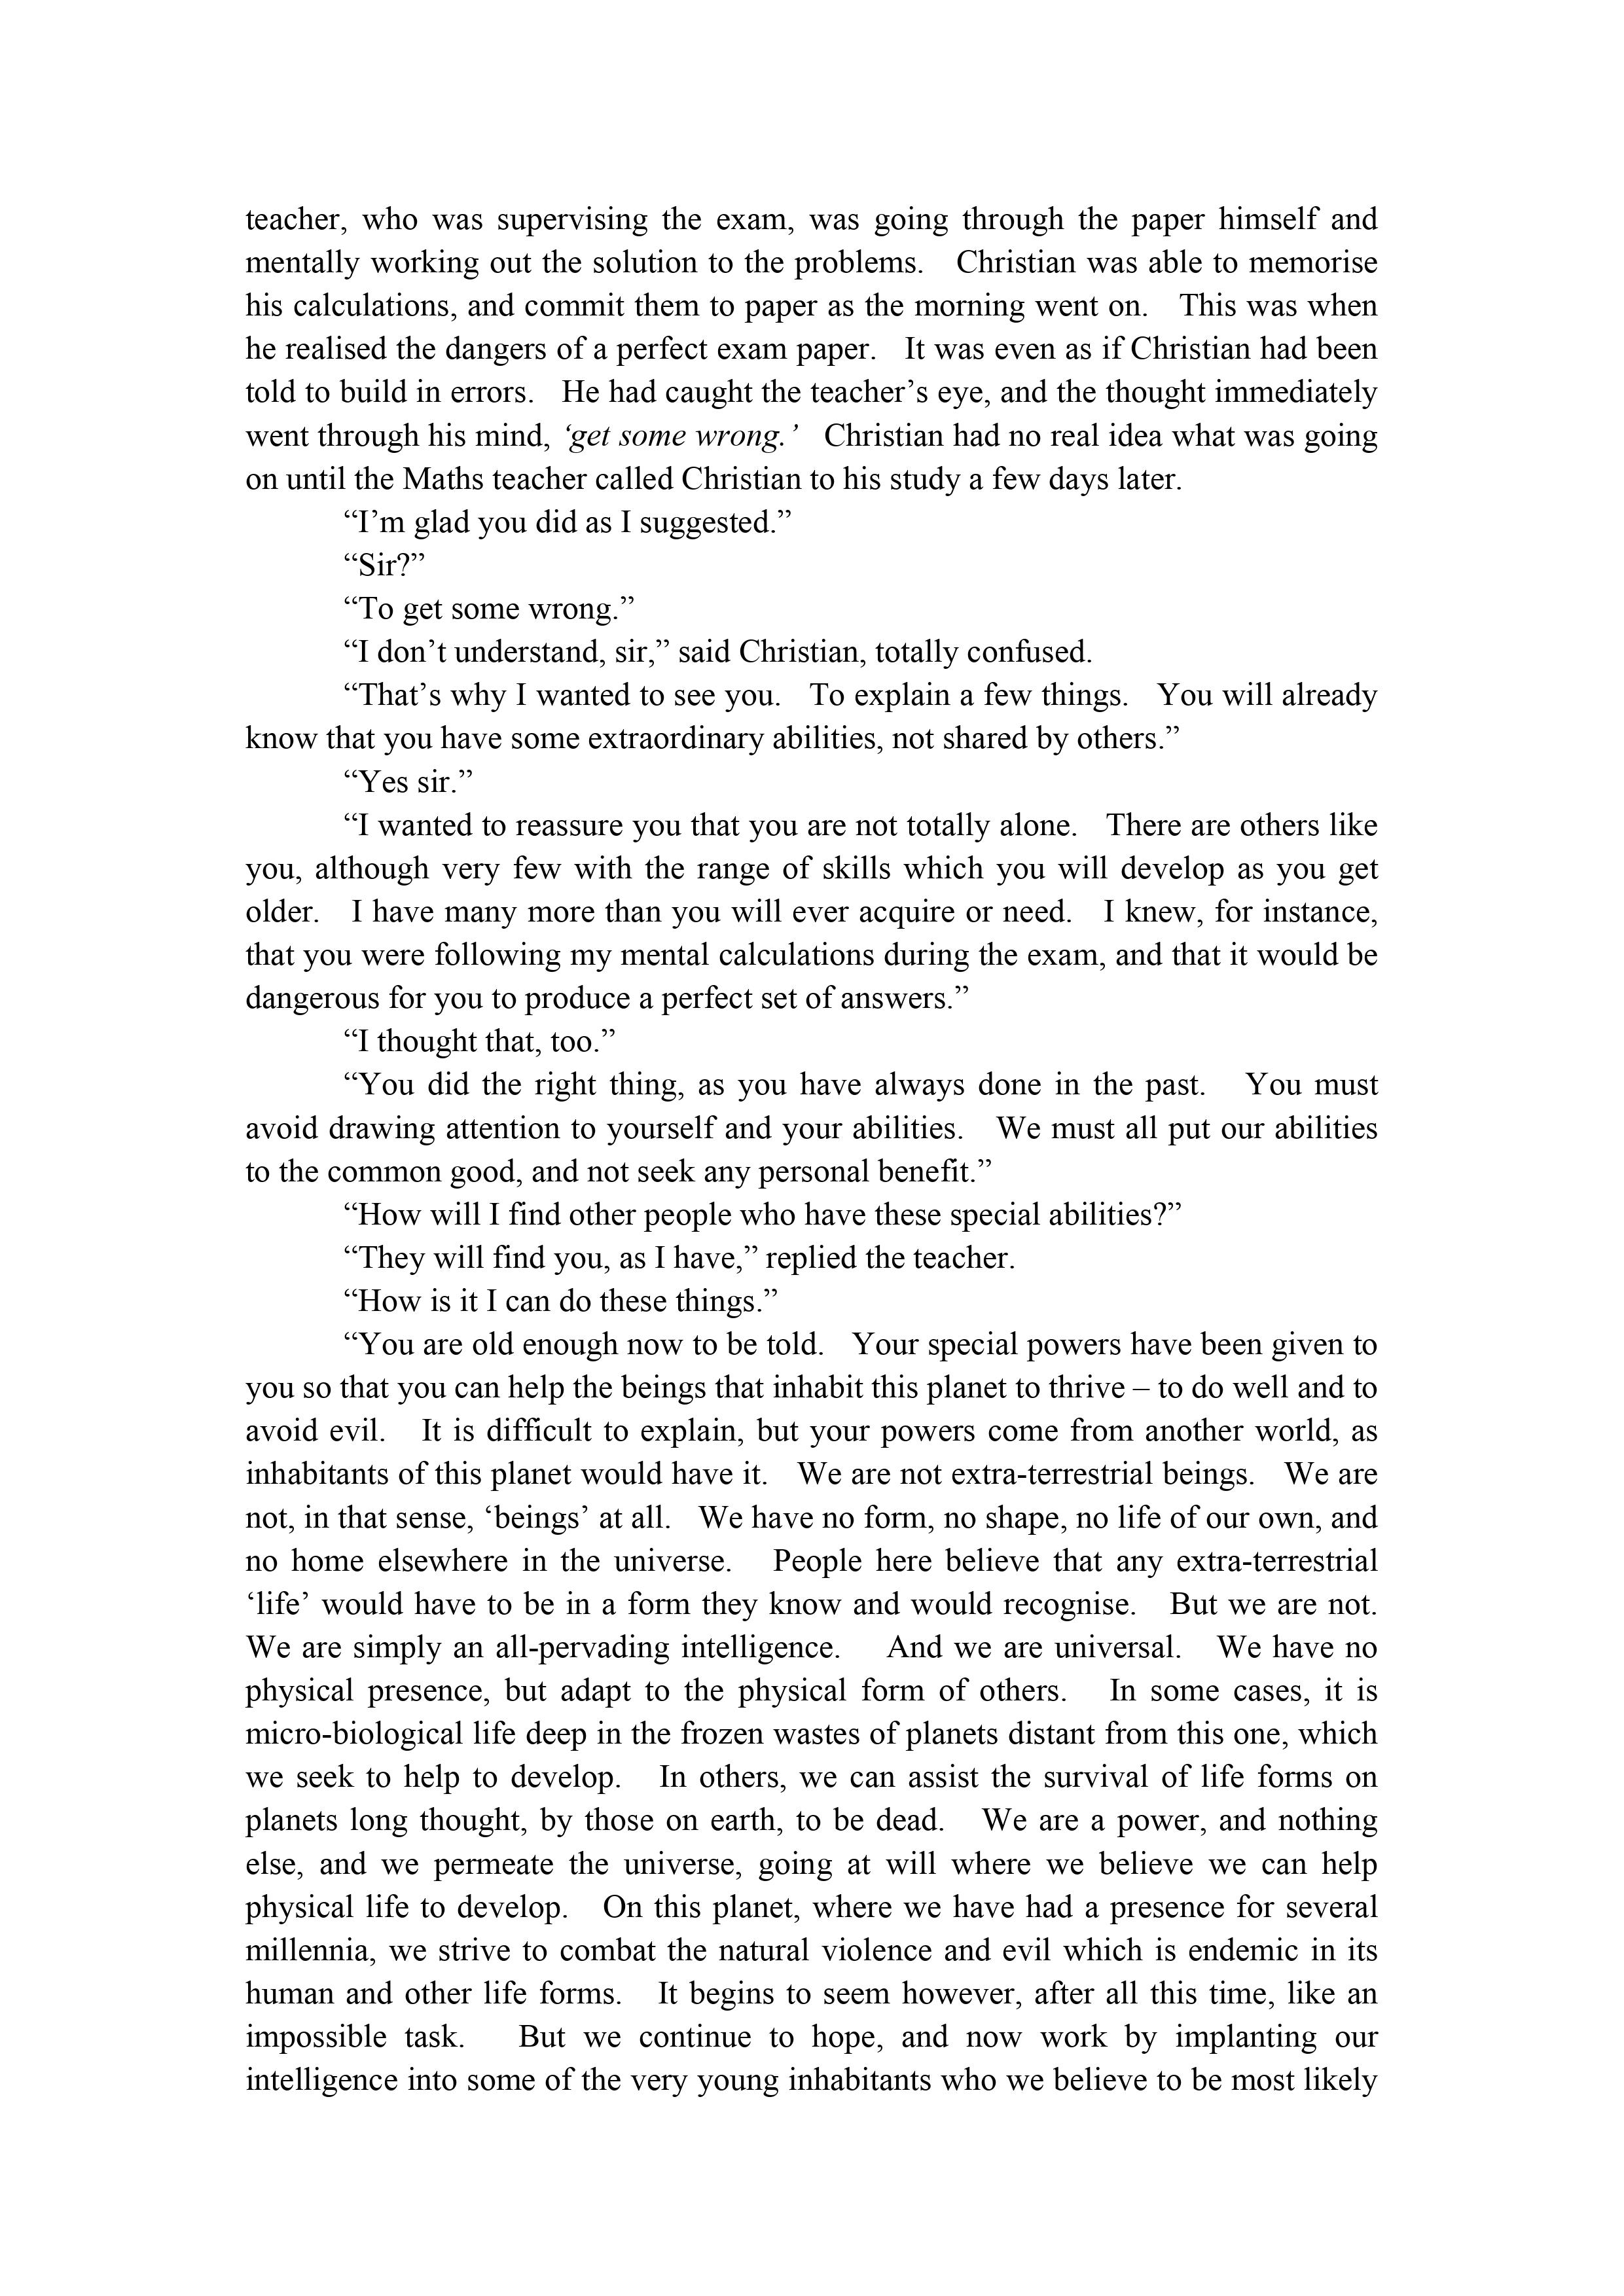 teacher, who was supervising the exam, was going through the paper himself and
mentally working out the solution to the problems.   Christian was able to memorise
his calculations, and commit them to paper as the morning went on.   This was when
he realised the dangers of a perfect exam paper.   It was even as if Christian had been
told to build in errors.   He had caught the teacher’s eye, and the thought immediately
went through his mind, ‘get some wrong.’   Christian had no real idea what was going
on until the Maths teacher called Christian to his study a few days later.
“I’m glad you did as I suggested.”
“Sir?”
“To get some wrong.”
“I don’t understand, sir,” said Christian, totally confused.
“That’s why I wanted to see you.   To explain a few things.   You will already
know that you have some extraordinary abilities, not shared by others.”
“Yes sir.”
“I wanted to reassure you that you are not totally alone.   There are others like
you, although very few with the range of skills which you will develop as you get
older.   I have many more than you will ever acquire or need.   I knew, for instance,
that you were following my mental calculations during the exam, and that it would be
dangerous for you to produce a perfect set of answers.”
“I thought that, too.”
“You did the right thing, as you have always done in the past.   You must
avoid drawing attention to yourself and your abilities.   We must all put our abilities
to the common good, and not seek any personal benefit.”
“How will I find other people who have these special abilities?”
“They will find you, as I have,” replied the teacher.
“How is it I can do these things.”
“You are old enough now to be told.   Your special powers have been given to
you so that you can help the beings that inhabit this planet to thrive – to do well and to
avoid evil.   It is difficult to explain, but your powers come from another world, as
inhabitants of this planet would have it.   We are not extra-terrestrial beings.   We are
not, in that sense, ‘beings’ at all.   We have no form, no shape, no life of our own, and
no home elsewhere in the universe.   People here believe that any extra-terrestrial
‘life’ would have to be in a form they know and would recognise.   But we are not.
We are simply an all-pervading intelligence.   And we are universal.   We have no
physical presence, but adapt to the physical form of others.   In some cases, it is
micro-biological life deep in the frozen wastes of planets distant from this one, which
we seek to help to develop.   In others, we can assist the survival of life forms on
planets long thought, by those on earth, to be dead.   We are a power, and nothing
else, and we permeate the universe, going at will where we believe we can help
physical life to develop.   On this planet, where we have had a presence for several
millennia, we strive to combat the natural violence and evil which is endemic in its
human and other life forms.   It begins to seem however, after all this time, like an
impossible task.   But we continue to hope, and now work by implanting our
intelligence into some of the very young inhabitants who we believe to be most likely